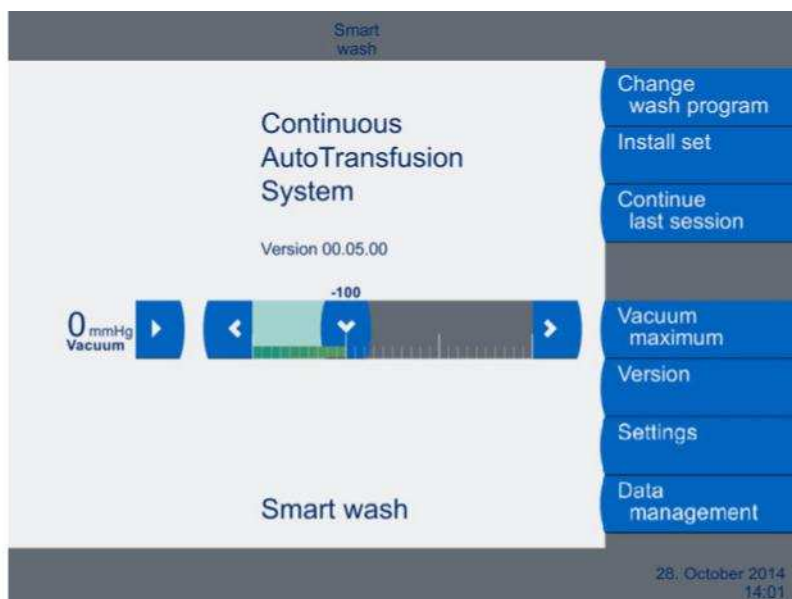 Smart
wash
Continuous
AutoTransfusion
System
Version 00.05.00
-100
0 mmHg
Vacuum
Smart wash
Change
wash program
Install set
Continue
last session
Vacuum
maximum
Version
Settings
Data
management
28. October 2014
14:01